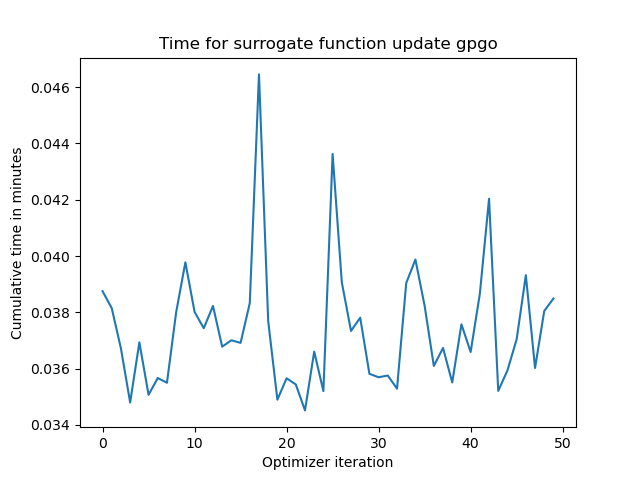 Time for surrogate function update gpgo
0.046
0.044
0.042
0.040
0.038
0.036
0.034
Cumulative time in minutes
0 10 20 30 40 50
Optimizer iteration